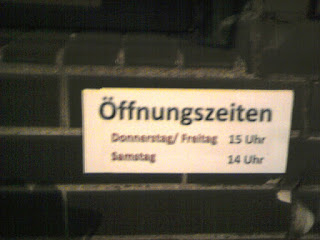 Öffnungszeiten
Donnerstag/ Freitag 15 Uhr
Samstag 14 Uhr